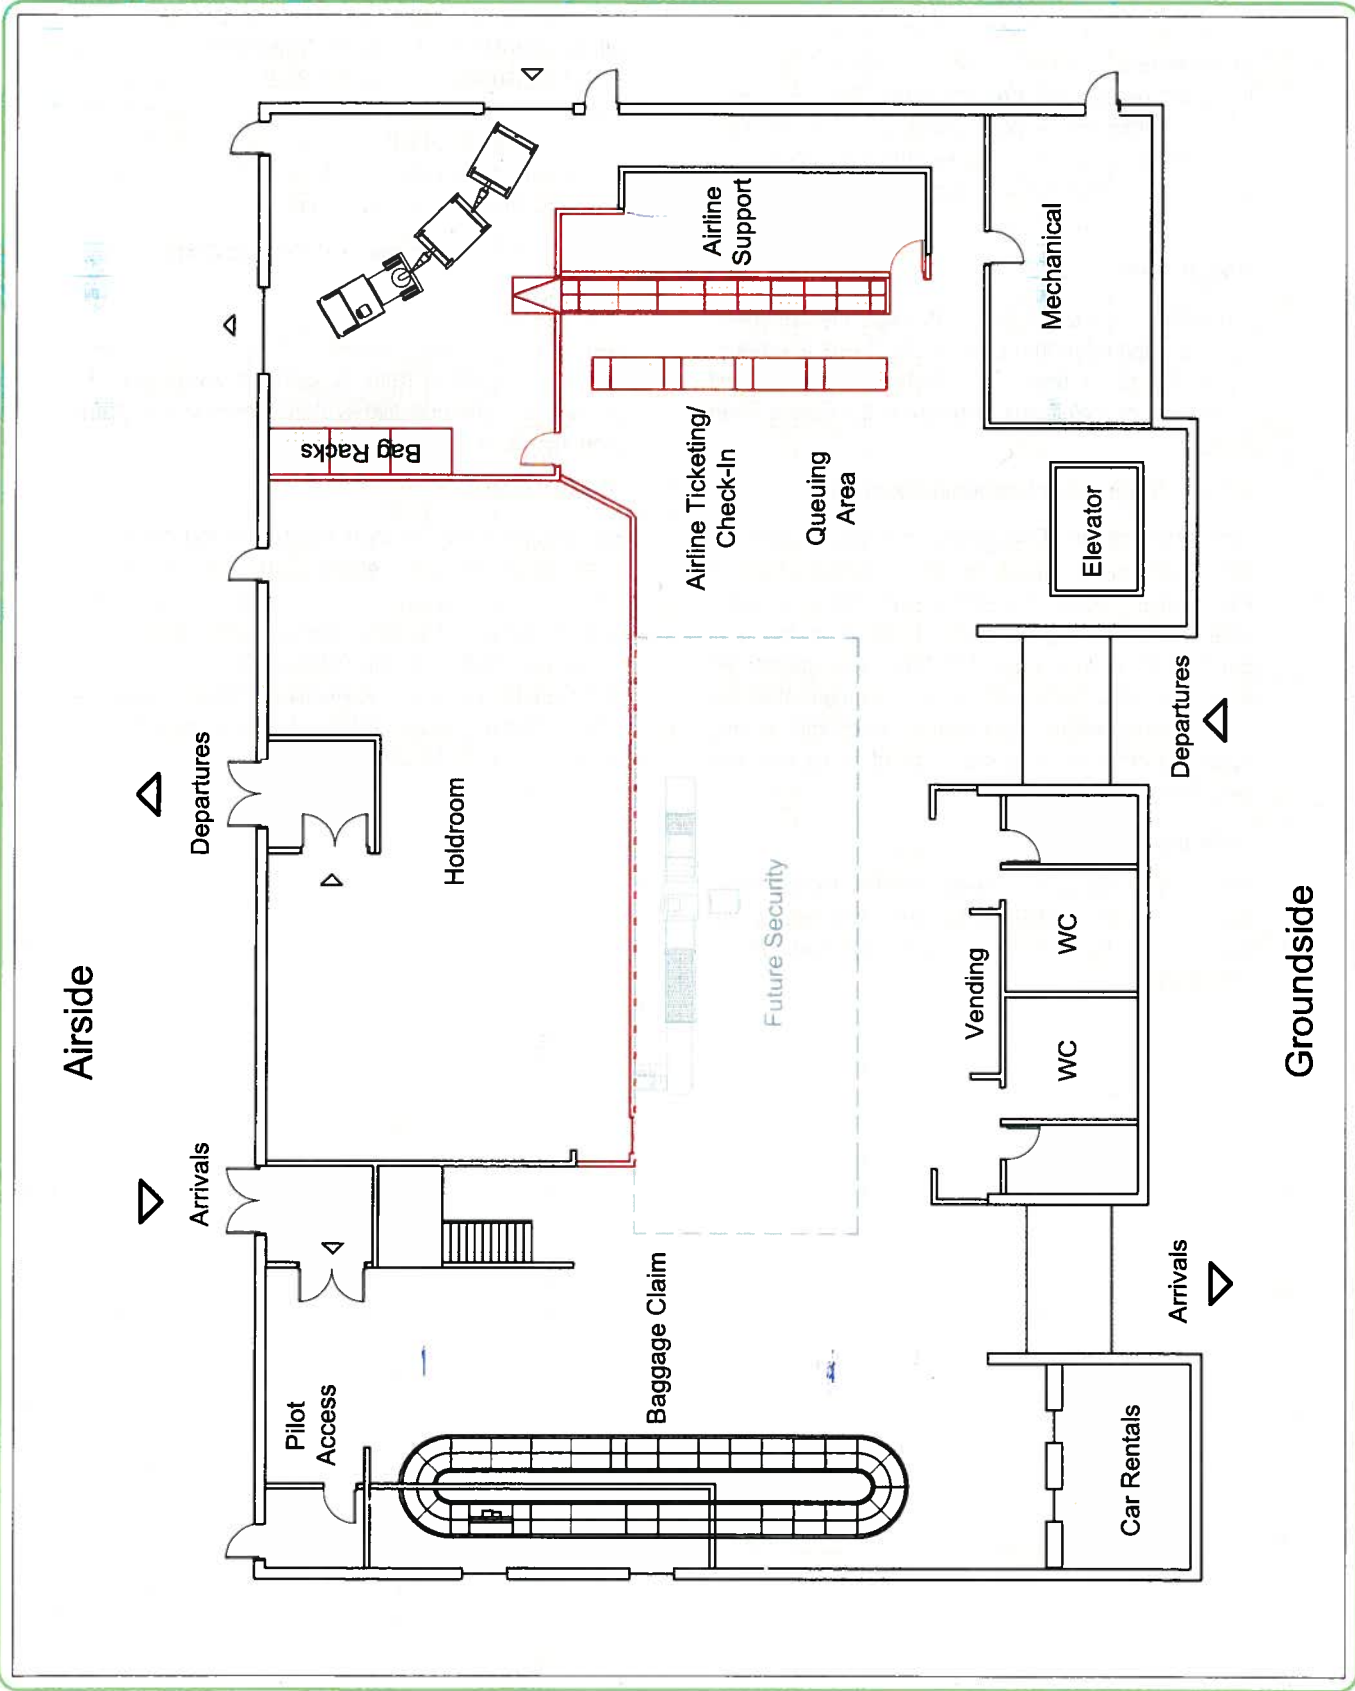 Airside
Arrivals
Departures
Pilot
Access
Holdroom
Bag Racks
Baggage Claim
Future Security
Airline Ticketing/
Check-In
Queuing
Area
Airline
Support
Vending
WC
WC
Elevator
Mechanical
Car Rentals
Arrivals
Departures
Groundside